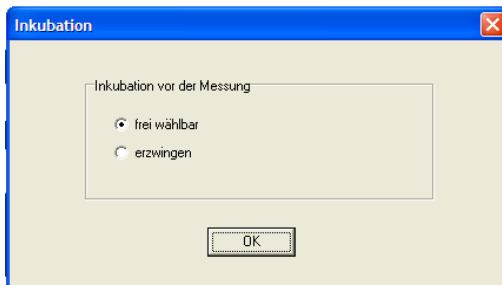 Inkubation
Inkubation vor der Messung
frei wählbar
erzwingen
OK